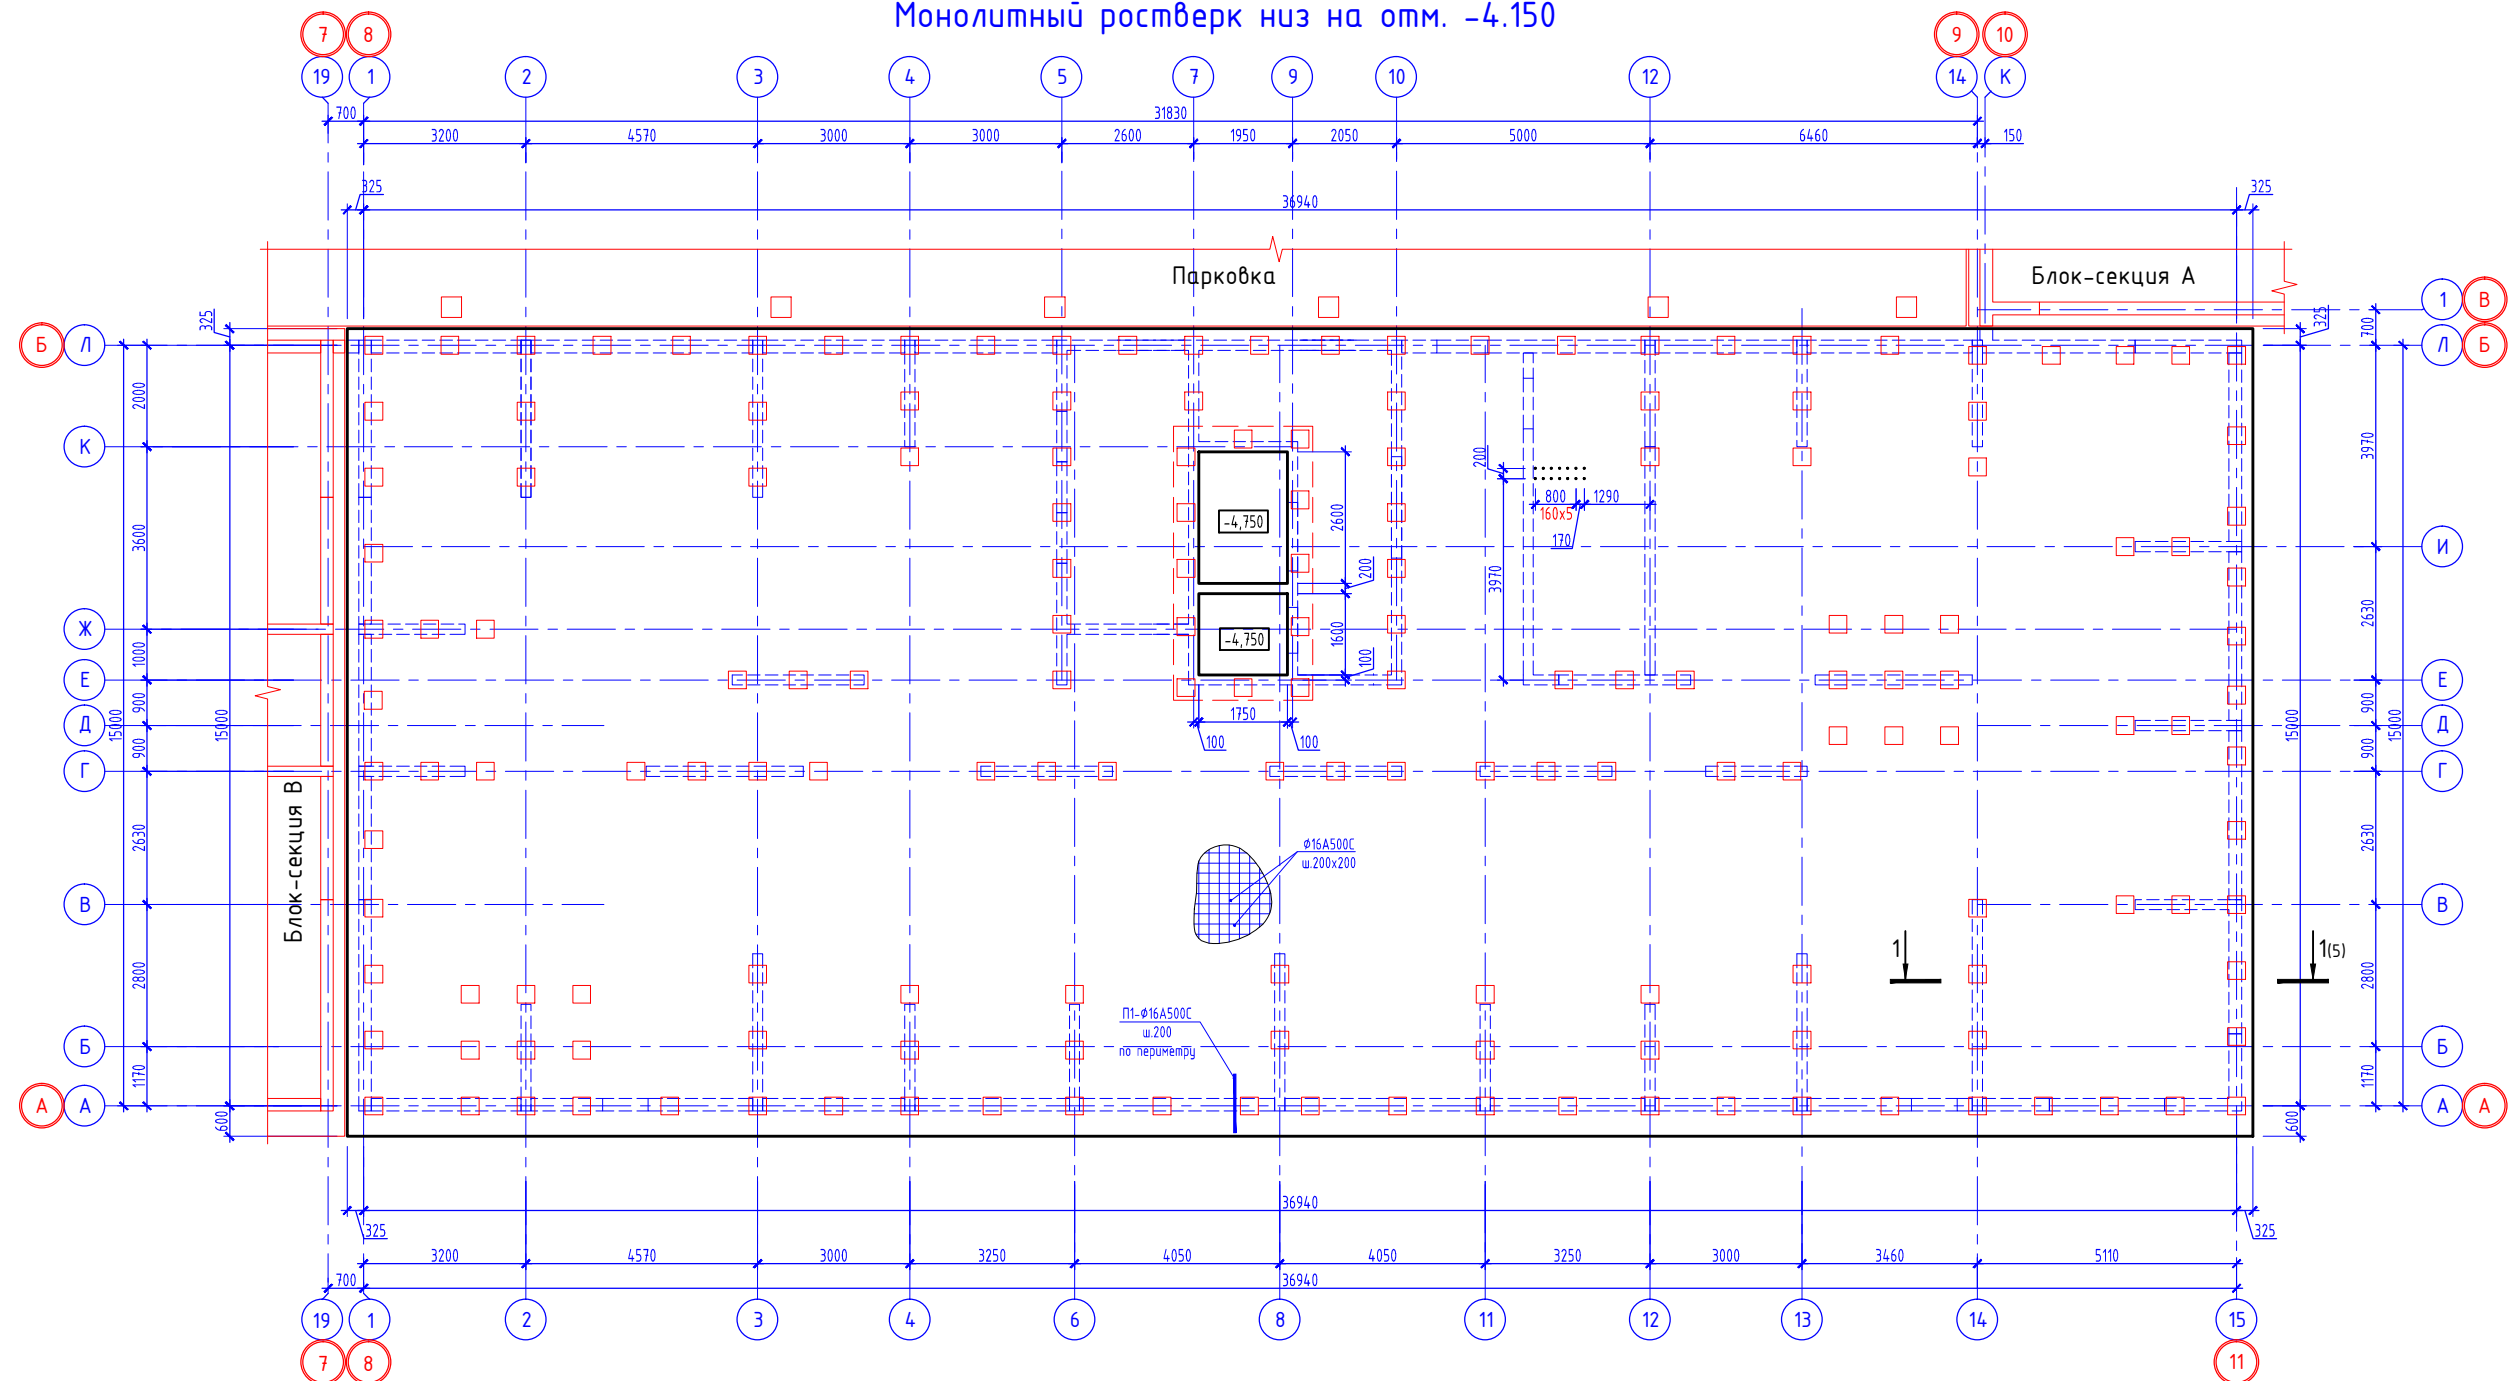 Монолитный ростверк низ на отм. -4.150
7 8 9 10
19 1 2 3 4 5 7 9 10 12 14 К
700 31830
3200 4570 3000 3000 2600 1950 2050 5000 6460 150
325 36940 325
Парковка
Блок-секция А
325 325
1 В
700
Б Л
Л Б
2000
К
3970
200
800 1290
160х5
170
-4,750
2600
3600
И
200
3970
Ж
2630
1600
-4,750
1000
100
Е
Е
900 900
1750
Д
Д
15000 15000
15000 15000
100 100
900 900
Г
Г
Блок-секция В
2630 2630
ϕ16А500С
ш.200х200
В
В
1 1(5)
2800 2800
П1-ϕ16А500С
ш.200
по периметру
Б
Б
1170 1170
А А
А А
600 600
36940
325 325
3200 4570 3000 3250 4050 4050 3250 3000 3460 5110
700 36940
19 1 2 3 4 6 8 11 12 13 14 15
7 8 11